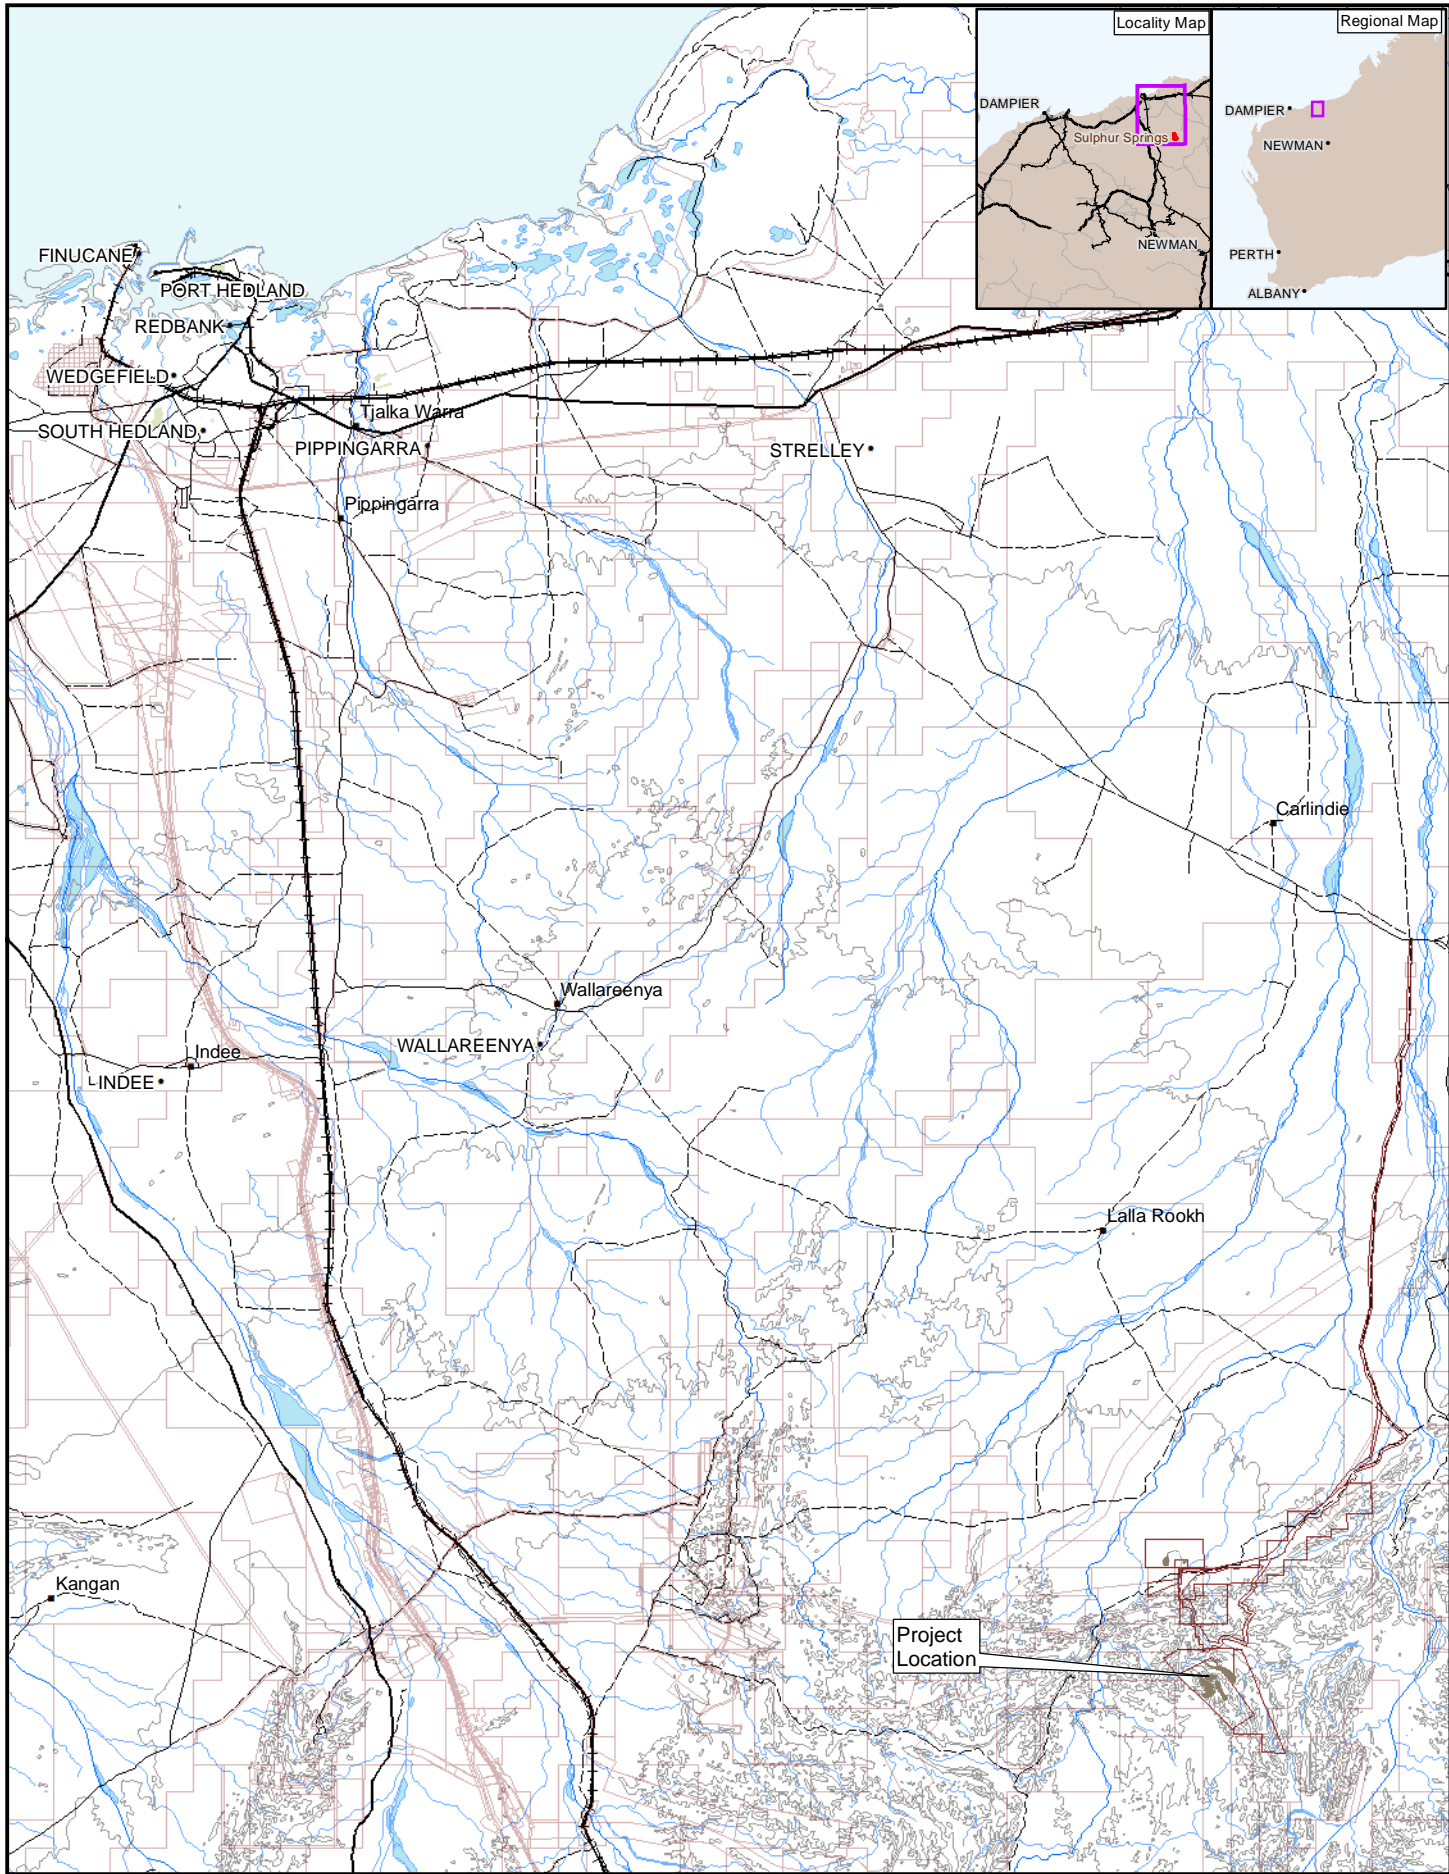 Locality Map
Regional Map
DAMPIER
Sulphur Springs
NEWMAN
DAMPIER
NEWMAN
PERTH
ALBANY
FINUCANE
PORT HEDLAND
REDBANK
WEDGEFIELD
Tjalka Warra
SOUTH HEDLAND
PIPPINGARRA
STRELLEY
Pippingarra
Carlindie
Wallareenya
WALLAREENYA
Indee
INDEE
Lalla Rookh
Kangan
Project
Location